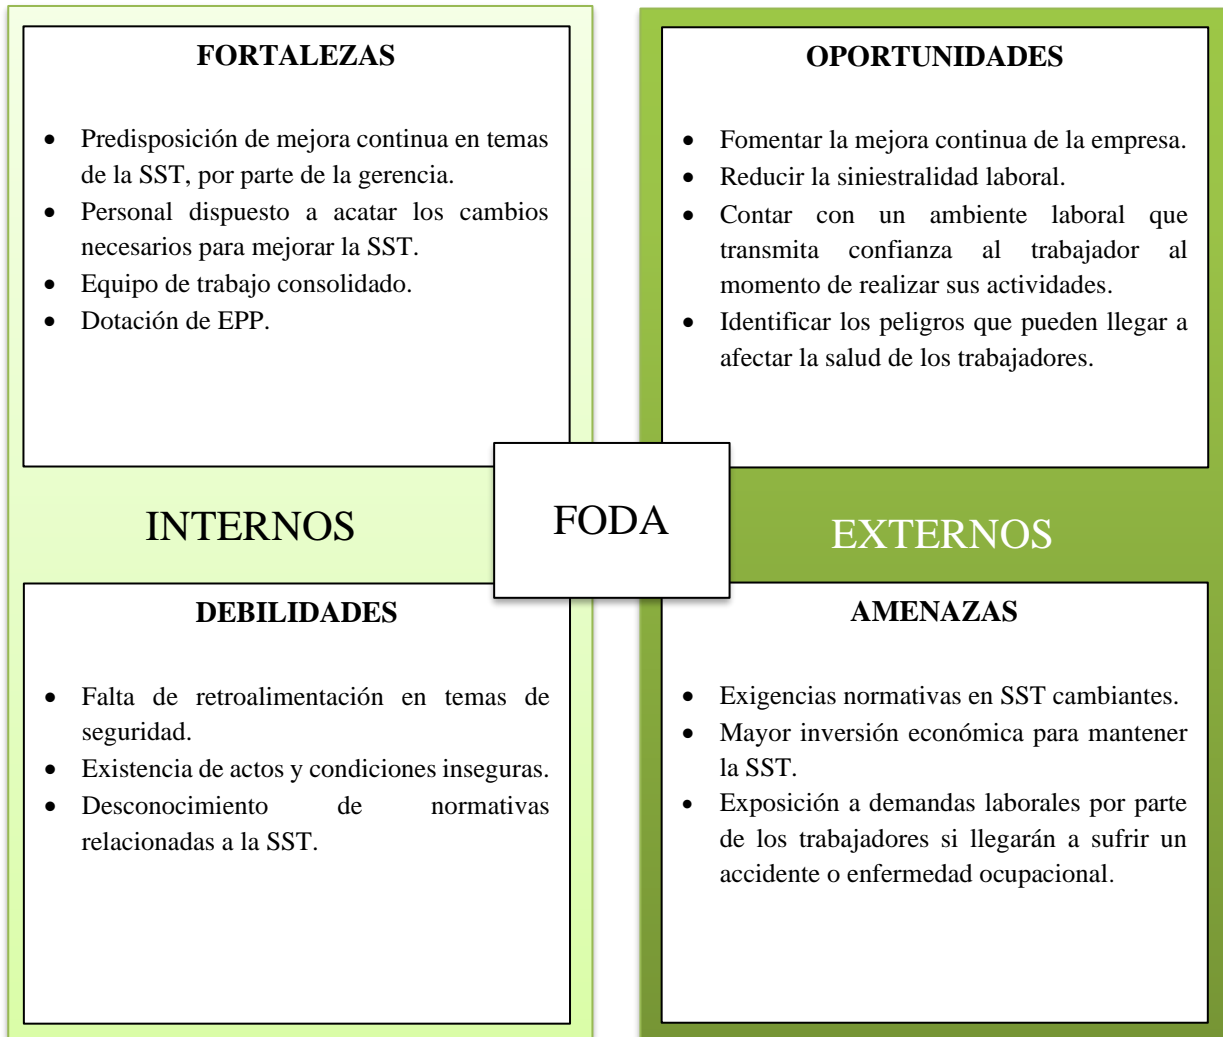 FORTALEZAS
• Predisposición de mejora continua en temas
de la SST, por parte de la gerencia.
• Personal dispuesto a acatar los cambios
necesarios para mejorar la SST.
• Equipo de trabajo consolidado.
• Dotación de EPP.
OPORTUNIDADES
• Fomentar la mejora continua de la empresa.
• Reducir la siniestralidad laboral.
• Contar con un ambiente laboral que
transmita confianza al trabajador al
momento de realizar sus actividades.
• Identificar los peligros que pueden llegar a
afectar la salud de los trabajadores.
INTERNOS
FODA
EXTERNOS
DEBILIDADES
• Falta de retroalimentación en temas de
seguridad.
• Existencia de actos y condiciones inseguras.
• Desconocimiento de normativas
relacionadas a la SST.
AMENAZAS
• Exigencias normativas en SST cambiantes.
• Mayor inversión económica para mantener
la SST.
• Exposición a demandas laborales por parte
de los trabajadores si llegarán a sufrir un
accidente o enfermedad ocupacional.